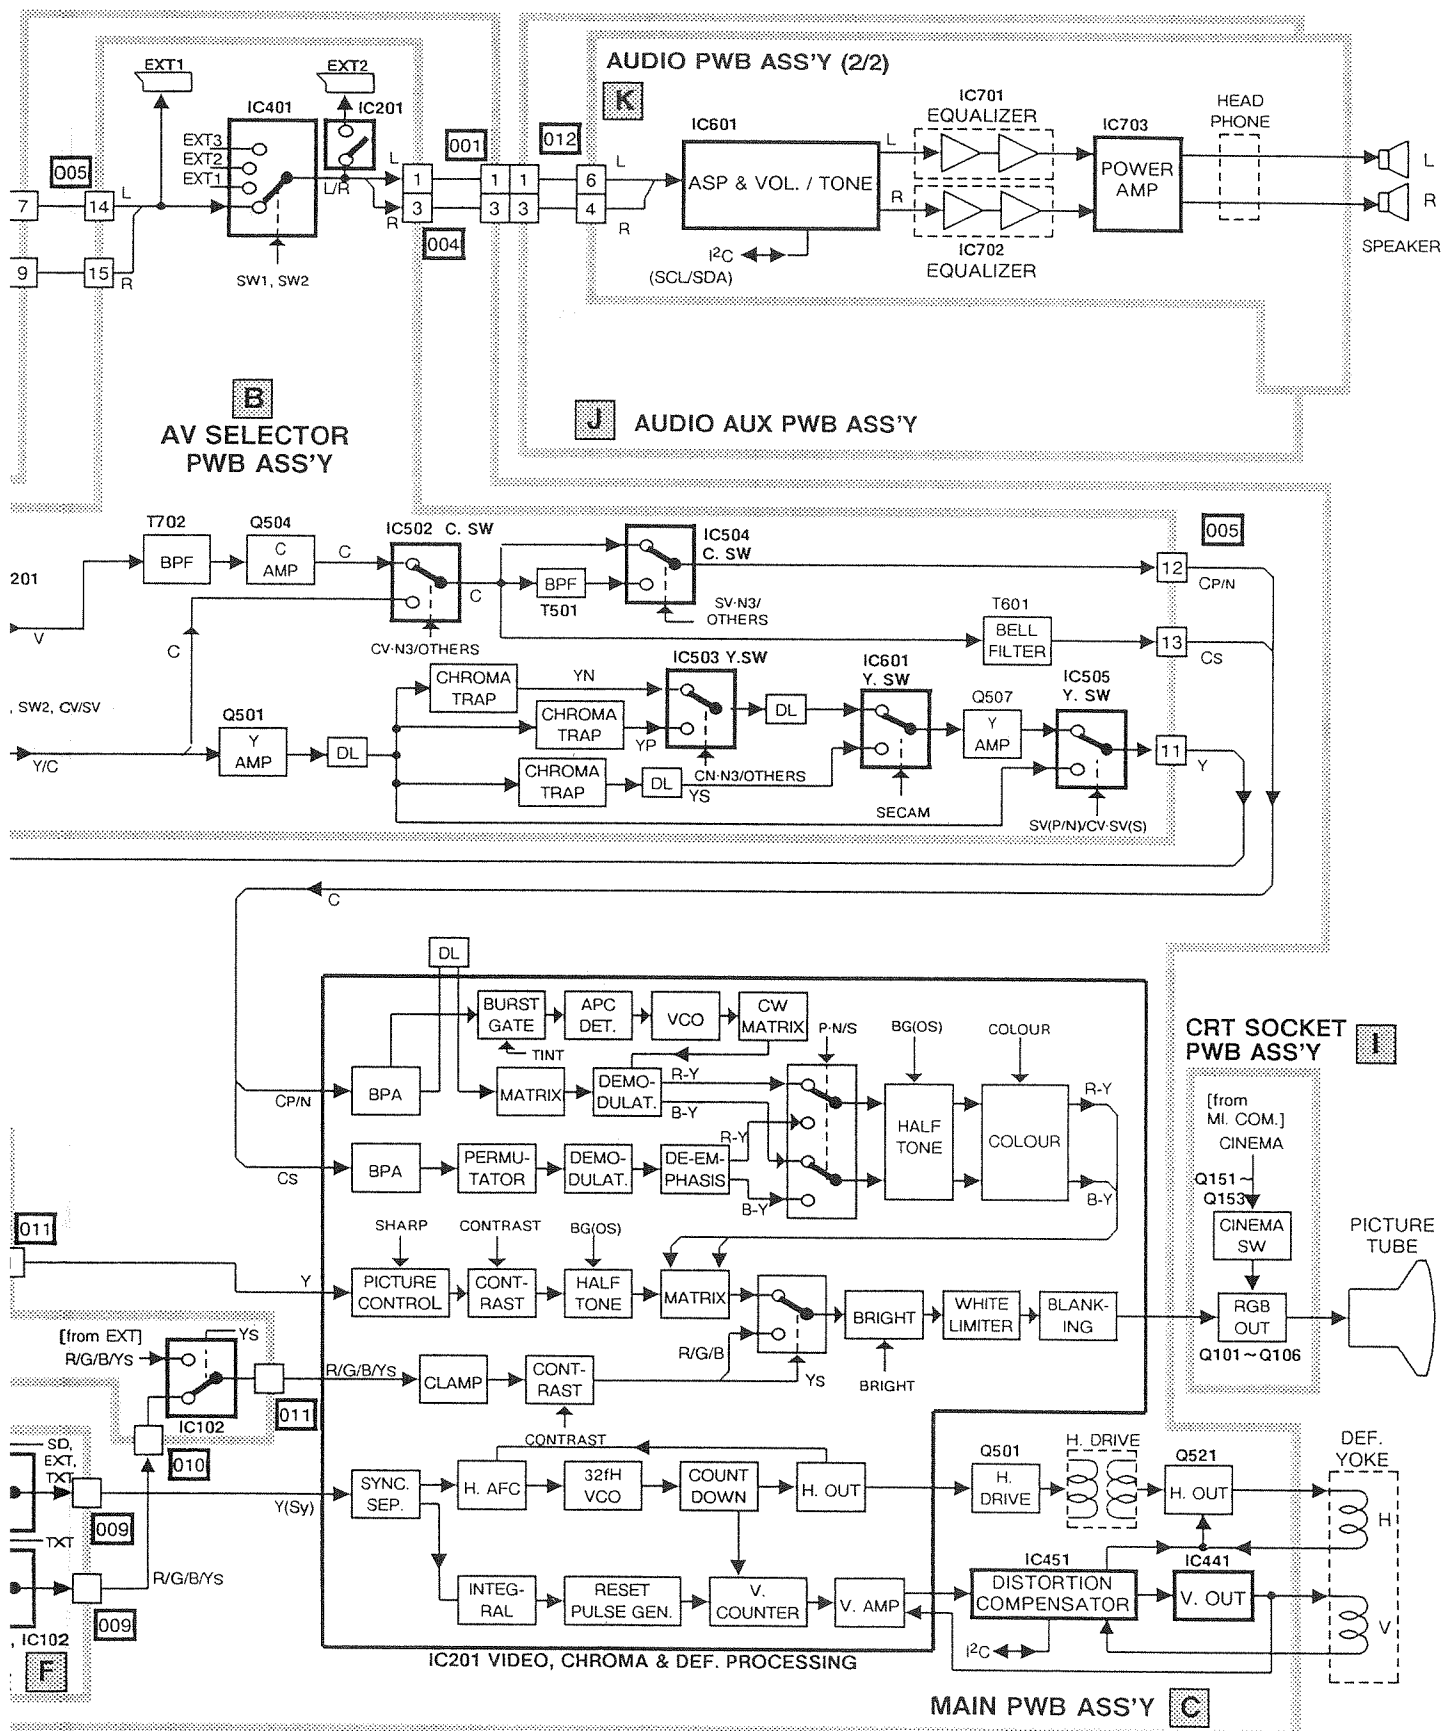 AUDIO PWB ASS'Y (2/2)
K
EXT1
EXT2
IC401
IC201
EXT3
EXT2
EXT1
L/R
SW1, SW2
005
7
14
L
9
15
R
L
R
1
3
001
004
1
1
3
3
012
6
4
L
R
IC601
ASP & VOL. / TONE
I²C
(SCL/SDA)
L
R
IC701
EQUALIZER
IC702
EQUALIZER
IC703
POWER
AMP
HEAD
PHONE
L
R
SPEAKER
B
AV SELECTOR
PWB ASS'Y
J
AUDIO AUX PWB ASS'Y
T702
BPF
Q504
C
AMP
C
IC502 C. SW
C
CV·N3/OTHERS
BPF
T501
IC504
C. SW
SV·N3/
OTHERS
005
12
CP/N
T601
BELL
FILTER
13
CS
201
V
C
, SW2, CV/SV
Y/C
Q501
Y
AMP
DL
CHROMA
TRAP
YN
CHROMA
TRAP
YP
CHROMA
TRAP
DL
YS
IC503 Y.SW
CN·N3/OTHERS
DL
IC601
Y. SW
SECAM
Q507
Y
AMP
IC505
Y. SW
SV(P/N)/CV·SV(S)
11
Y
C
DL
BURST
GATE
TINT
APC
DET.
VCO
CW
MATRIX
P·N/S
BG(OS)
COLOUR
CP/N
BPA
MATRIX
DEMO-
DULAT.
R-Y
B-Y
HALF
TONE
COLOUR
R-Y
B-Y
CS
BPA
PERMU-
TATOR
DEMO-
DULAT.
DE-EM-
PHASIS
R-Y
B-Y
CRT SOCKET
PWB ASS'Y
I
[from
MI. COM.]
CINEMA
Q151~
Q153
CINEMA
SW
RGB
OUT
Q101~Q106
PICTURE
TUBE
011
SHARP
CONTRAST
BG(OS)
Y
PICTURE
CONTROL
CONT-
RAST
HALF
TONE
MATRIX
BRIGHT
WHITE
LIMITER
BLANK-
ING
BRIGHT
R/G/B
YS
[from EXT]
R/G/B/YS
YS
IC102
011
R/G/B/YS
CLAMP
CONT-
RAST
CONTRAST
010
SD,
EXT,
TXT
009
TXT
009
R/G/B/YS
, IC102
F
Y(Sy)
SYNC.
SEP.
H. AFC
32fH
VCO
COUNT
DOWN
H. OUT
INTEG-
RAL
RESET
PULSE GEN.
V.
COUNTER
V. AMP
Q501
H.
DRIVE
H. DRIVE
Q521
H. OUT
DEF.
YOKE
H
V
IC451
DISTORTION
COMPENSATOR
I²C
IC441
V. OUT
IC201 VIDEO, CHROMA & DEF. PROCESSING
MAIN PWB ASS'Y
C